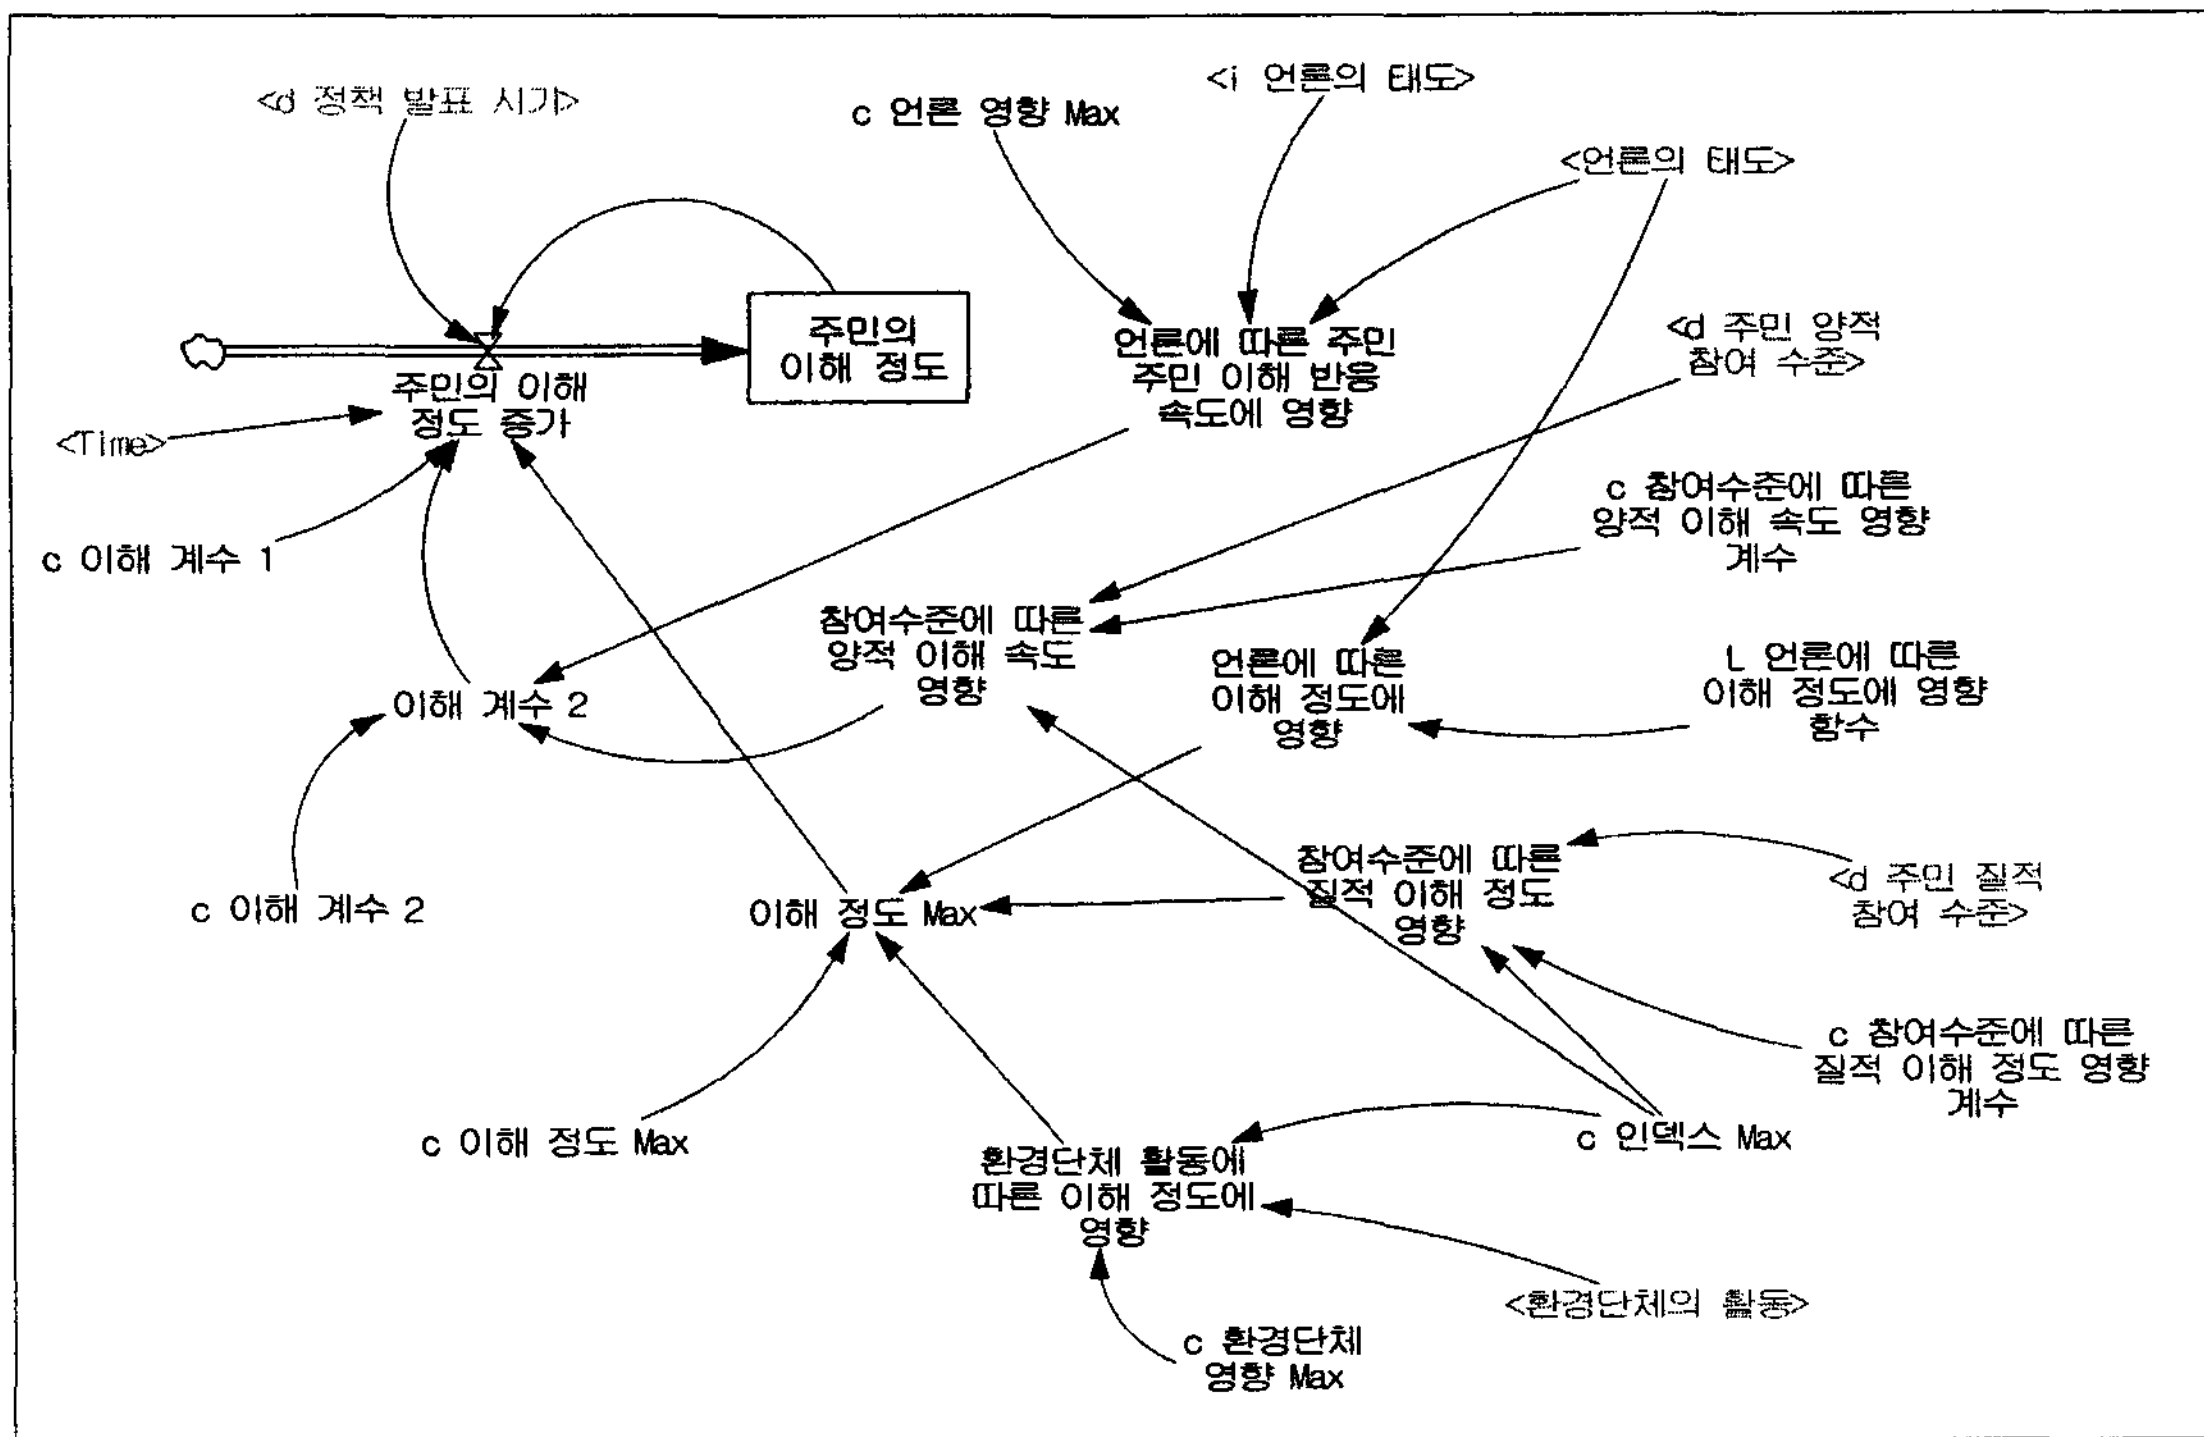 <i 언론의 태도>
<d 정책 발표 시기>
c 언론 영향 Max
<언론의 태도>
주민의
이해 정도
언론에 따른 주민
주민 이해 반응
속도에 영향
<d 주민 양적
참여 수준>
주민의 이해
정도 증가
<Time>
c 이해 계수 1
c 참여수준에 따른
양적 이해 속도 영향
계수
참여수준에 따른
양적 이해 속도
영향
언론에 따른
이해 정도에
영향
L 언론에 따른
이해 정도에 영향
함수
이해 계수 2
c 이해 계수 2
이해 정도 Max
참여수준에 따른
질적 이해 정도
영향
<d 주민 질적
참여 수준>
c 참여수준에 따른
질적 이해 정도 영향
계수
c 이해 정도 Max
c 인덱스 Max
환경단체 활동에
따른 이해 정도에
영향
<환경단체의 활동>
c 환경단체
영향 Max